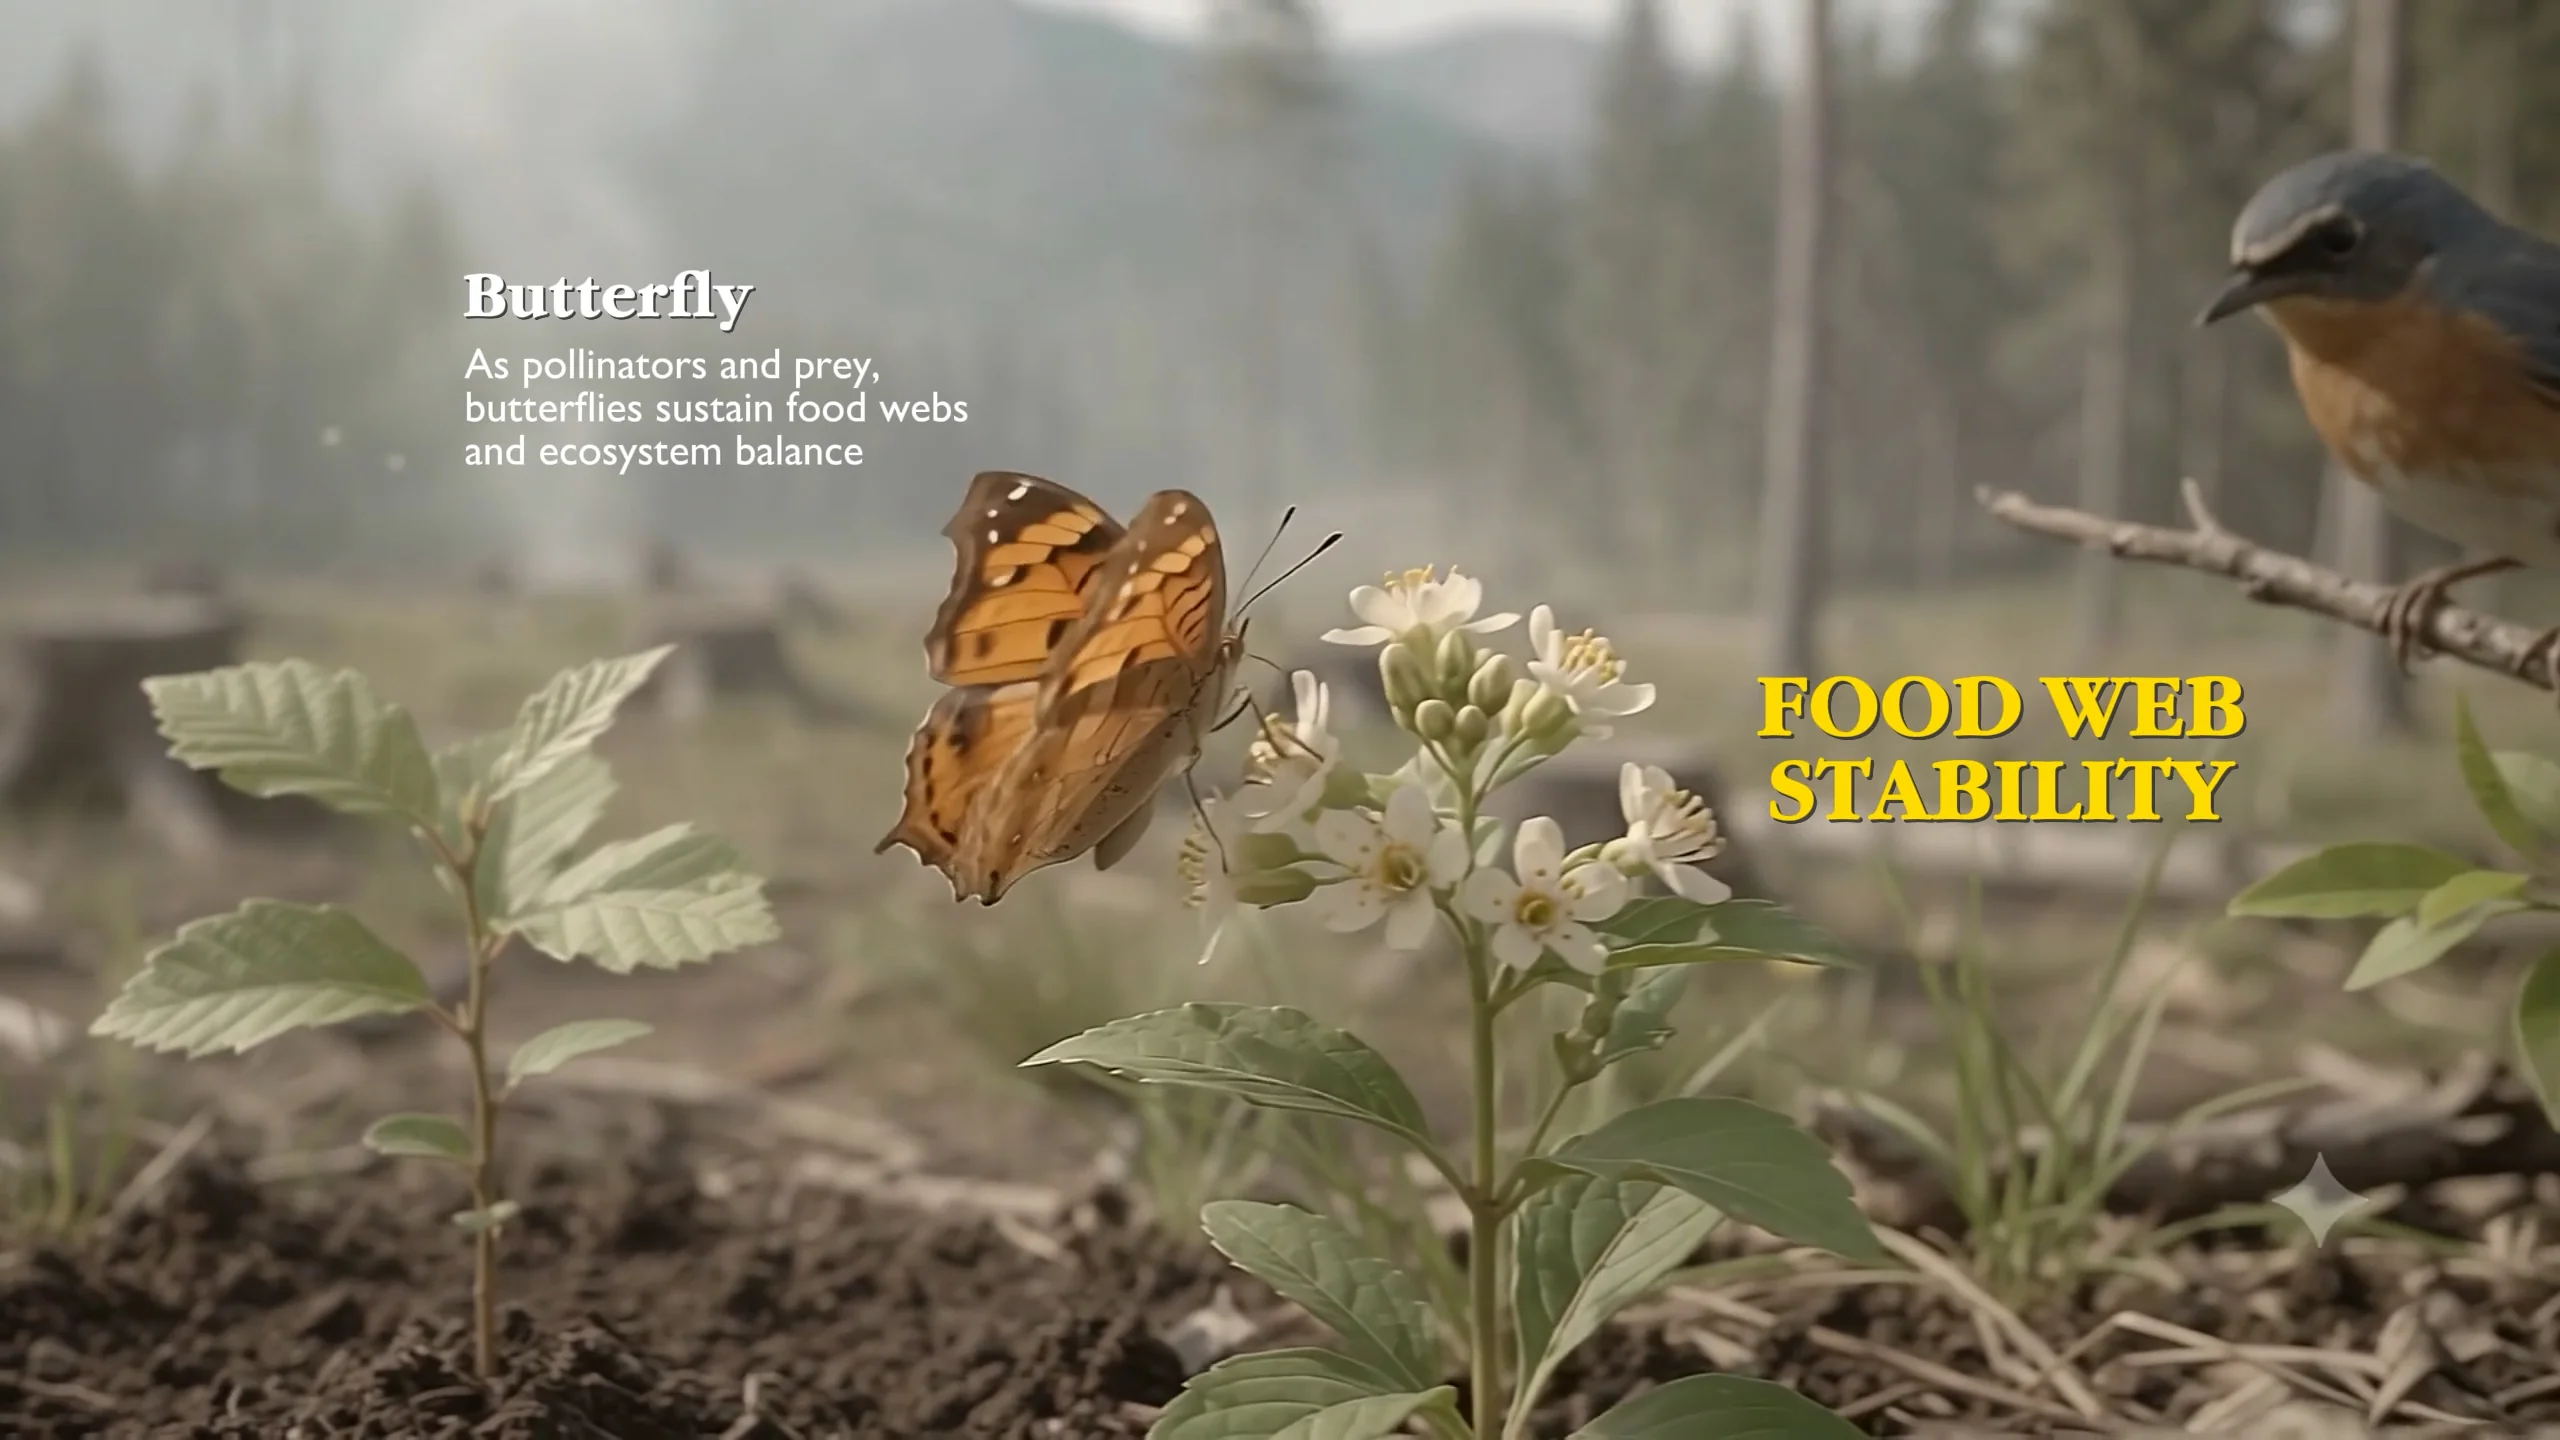 Butterfly
As pollinators and prey,
butterflies sustain food webs
and ecosystem balance
FOOD WEB
STABILITY